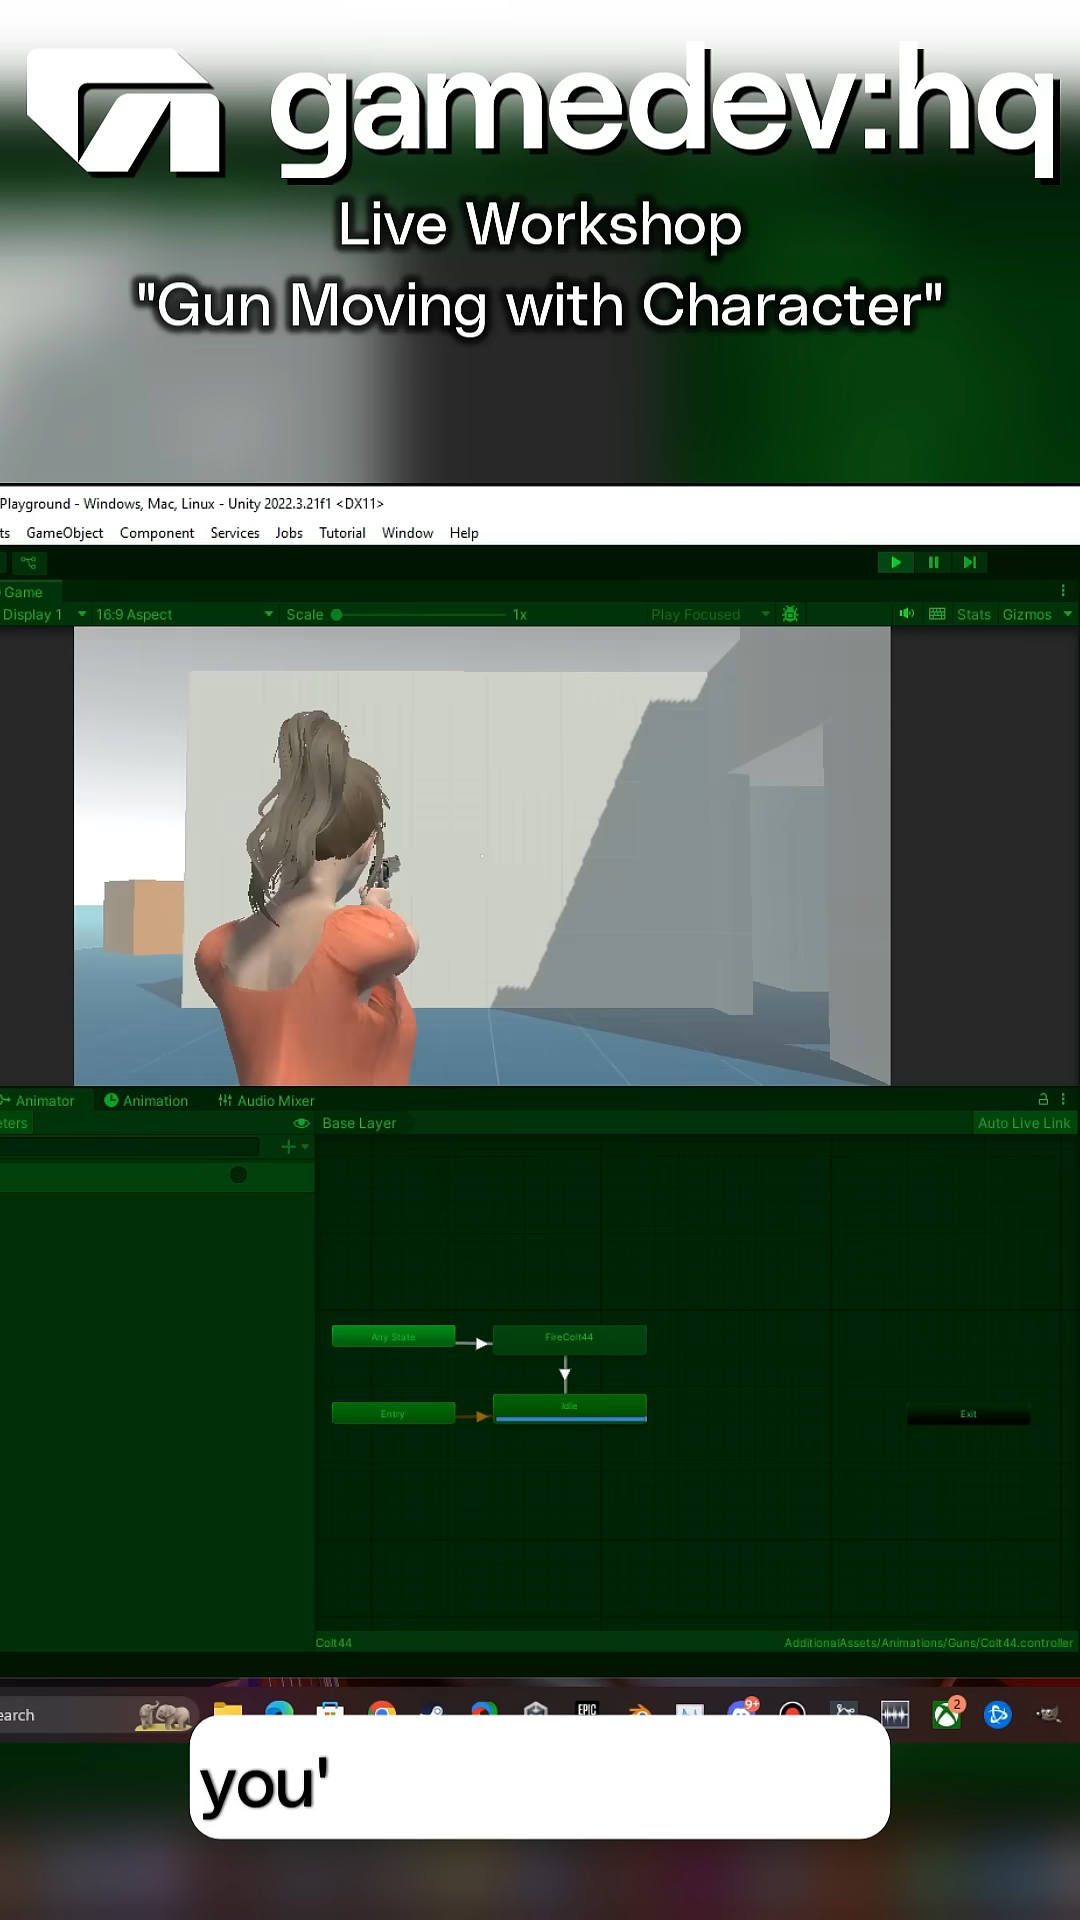 gamedev:hq
Live Workshop
"Gun Moving with Character"
Playground - Windows, Mac, Linux - Unity 2022.3.21f1 <DX11>
ts GameObject Component Services Jobs Tutorial Window Help
Game
Display 1 16:9 Aspect Scale 1x Play Focused Stats Gizmos
Animator Animation Audio Mixer
eters Base Layer Auto Live Link
Any State FireColt44
Entry Idle Exit
Colt44 AdditionalAssets/Animations/Guns/Colt44.controller
earch EPIC 9+ 2
you'